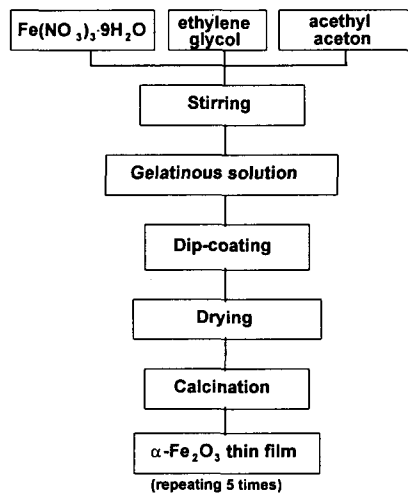 Fe(NO₃)₃·9H₂O
ethylene
glycol
acethyl
aceton
Stirring
Gelatinous solution
Dip-coating
Drying
Calcination
α-Fe₂O₃ thin film
(repeating 5 times)